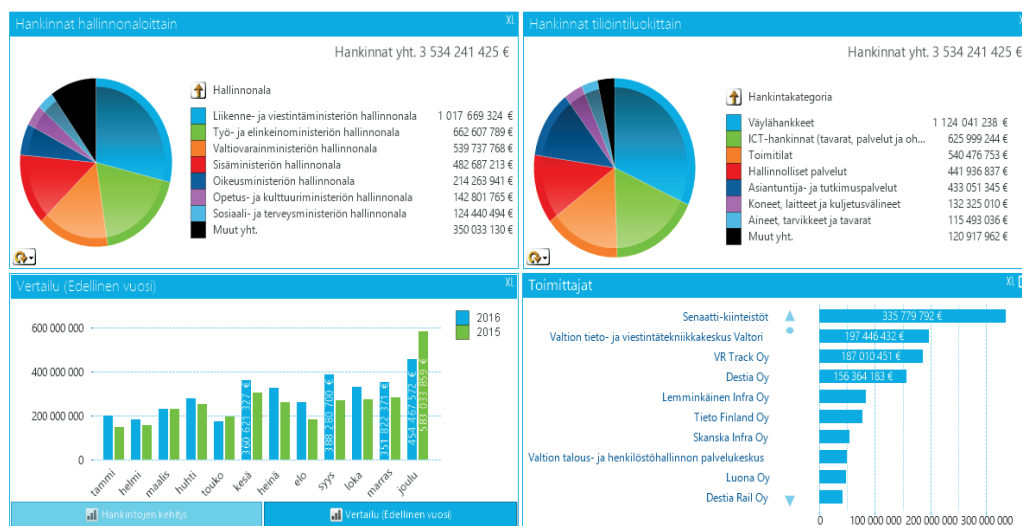 Hankinnat hallinnonaloittain XL
Hankinnat yht. 3 534 241 425 €
Hallinnonala
Liikenne- ja viestintäministeriön hallinnonala 1 017 669 324 €
Työ- ja elinkeinoministeriön hallinnonala 662 607 789 €
Valtiovarainministeriön hallinnonala 539 737 768 €
Sisäministeriön hallinnonala 482 687 213 €
Oikeusministeriön hallinnonala 214 263 941 €
Opetus- ja kulttuuriministeriön hallinnonala 142 801 765 €
Sosiaali- ja terveysministeriön hallinnonala 124 440 494 €
Muut yht. 350 033 130 €
Hankinnat tiliöintiluokittain
Hankinnat yht. 3 534 241 425 €
Hankintakategoria
Väylähankkeet 1 124 041 238 €
ICT-hankinnat (tavarat, palvelut ja oh... 625 999 244 €
Toimitilat 540 476 753 €
Hallinnolliset palvelut 441 936 837 €
Asiantuntija- ja tutkimuspalvelut 433 051 345 €
Koneet, laitteet ja kuljetusvälineet 132 325 010 €
Aineet, tarvikkeet ja tavarat 115 493 036 €
Muut yht. 120 917 962 €
Vertailu (Edellinen vuosi) XL
2016
2015
600 000 000
400 000 000
200 000 000
0
360 621 327 €
388 280 700 €
351 822 371 €
454 467 572 €
583 033 859 €
tammi helmi maalis huhti touko kesä heinä elo syys loka marras joulu
Hankintojen kehitys
Vertailu (Edellinen vuosi)
Toimittajat XL
Senaatti-kiinteistöt 335 779 792 €
Valtion tieto- ja viestintätekniikkakeskus Valtori 197 446 432 €
VR Track Oy 187 010 451 €
Destia Oy 156 364 183 €
Lemminkäinen Infra Oy
Tieto Finland Oy
Skanska Infra Oy
Valtion talous- ja henkilöstöhallinnon palvelukeskus
Luona Oy
Destia Rail Oy
0 100 000 000 200 000 000 300 000 000